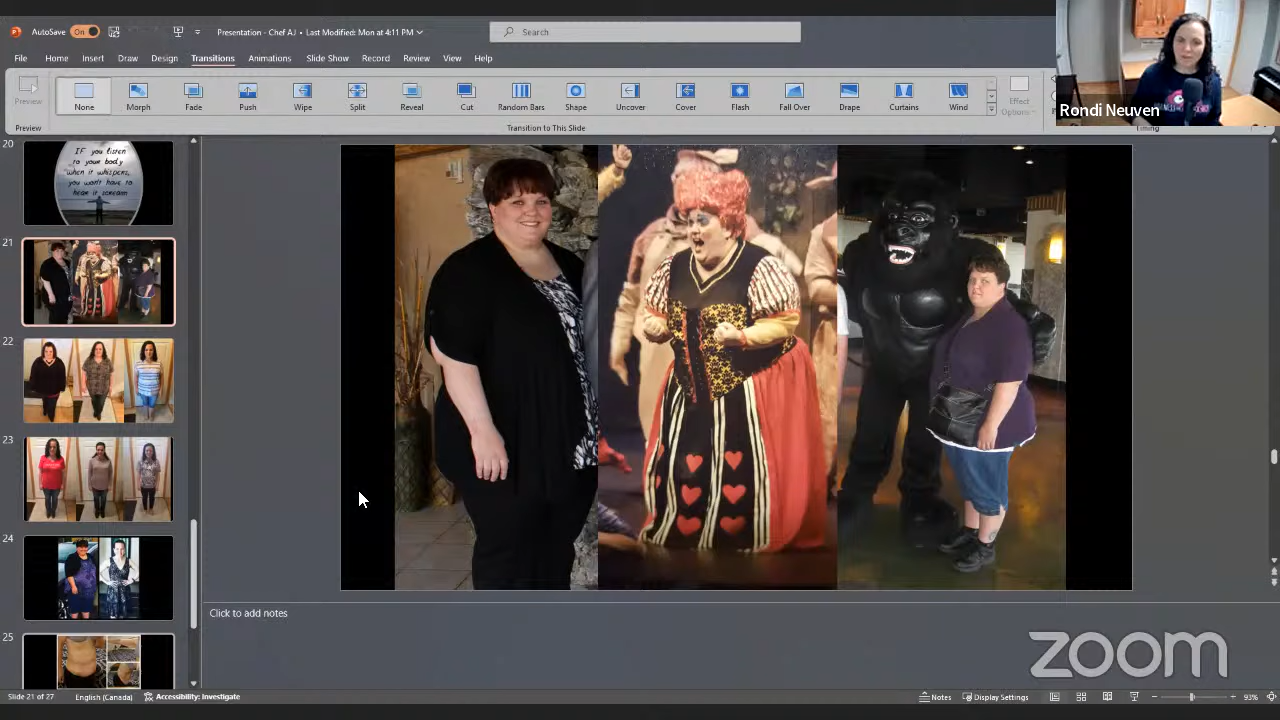 AutoSave On Presentation - Chef AJ • Last Modified: Mon at 4:11 PM Search
File Home Insert Draw Design Transitions Animations Slide Show Record Review View Help
Preview None Morph Fade Push Wipe Split Reveal Cut Random Bars Shape Uncover Cover Flash Fall Over Drape Curtains Wind Effect Options
Preview Transition to This Slide Timing
Rondi Neuven
20
IF you listen
to your body
when it whispers,
you won't have to
hear it scream
21
22
23
24
25
Click to add notes
zoom
Slide 21 of 27 English (Canada) Accessibility: Investigate Notes Display Settings 93%